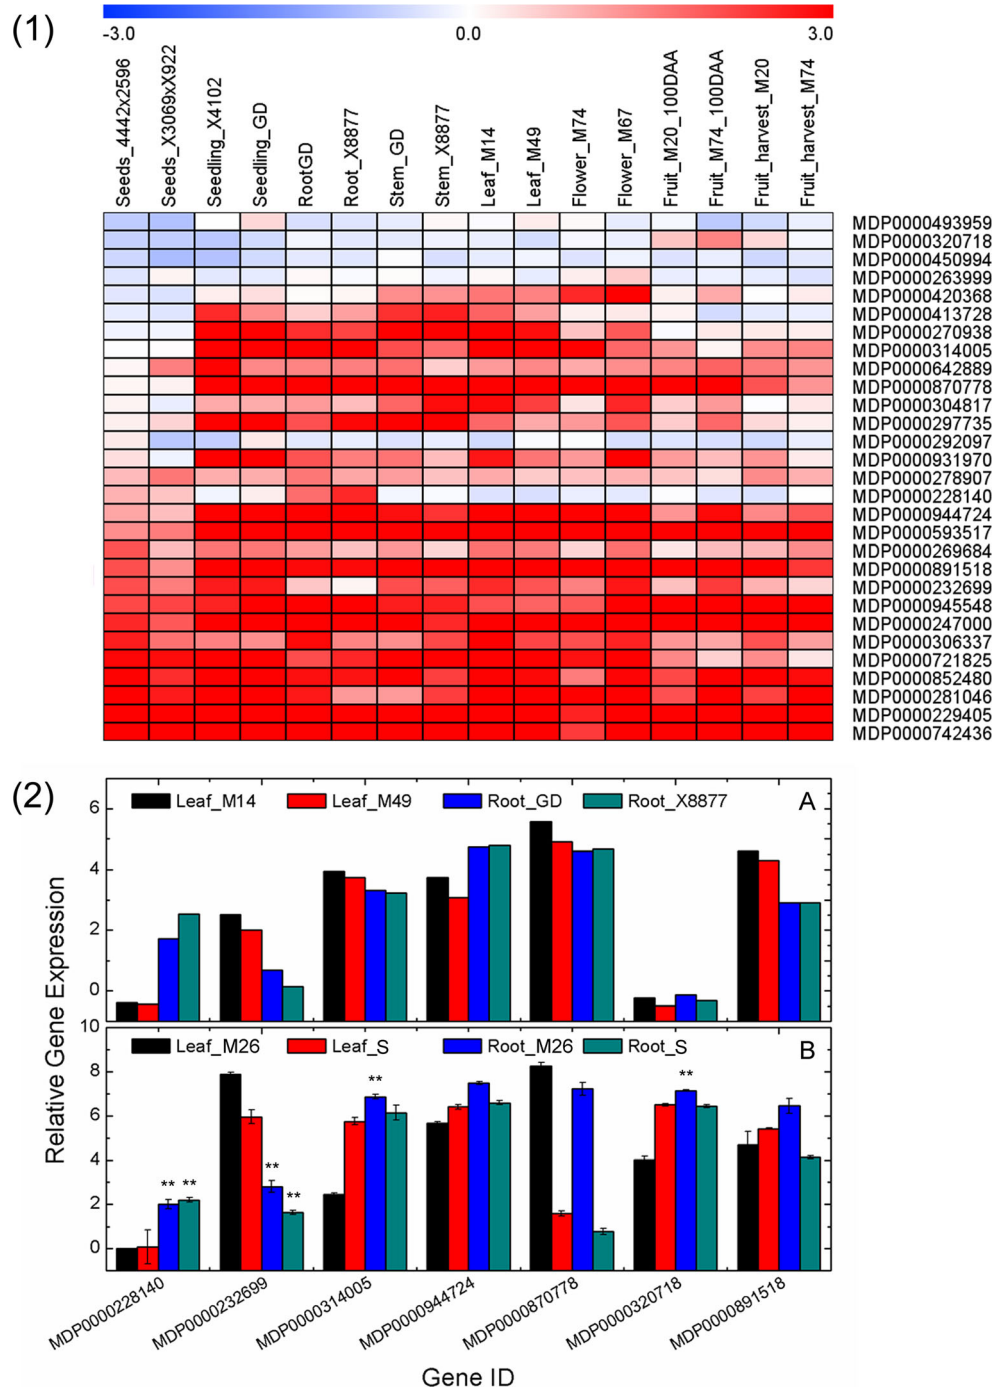 (1)
-3.0 0.0 3.0
Seeds_4442x2596
Seeds_X3069xX922
Seedling_X4102
Seedling_GD
RootGD
Root_X8877
Stem_GD
Stem_X8877
Leaf_M14
Leaf_M49
Flower_M74
Flower_M67
Fruit_M20_100DAA
Fruit_M74_100DAA
Fruit_harvest_M20
Fruit_harvest_M74
MDP0000493959
MDP0000320718
MDP0000450994
MDP0000263999
MDP0000420368
MDP0000413728
MDP0000270938
MDP0000314005
MDP0000642889
MDP0000870778
MDP0000304817
MDP0000297735
MDP0000292097
MDP0000931970
MDP0000278907
MDP0000228140
MDP0000944724
MDP0000593517
MDP0000269684
MDP0000891518
MDP0000232699
MDP0000945548
MDP0000247000
MDP0000306337
MDP0000721825
MDP0000852480
MDP0000281046
MDP0000229405
MDP0000742436
(2)
Leaf_M14 Leaf_M49 Root_GD Root_X8877 A
6
4
2
0
Relative Gene Expression
Leaf_M26 Leaf_S Root_M26 Root_S B
10
8
6
4
2
0
** ** ** ** ** **
MDP0000228140
MDP0000232699
MDP0000314005
MDP0000944724
MDP0000870778
MDP0000320718
MDP0000891518
Gene ID